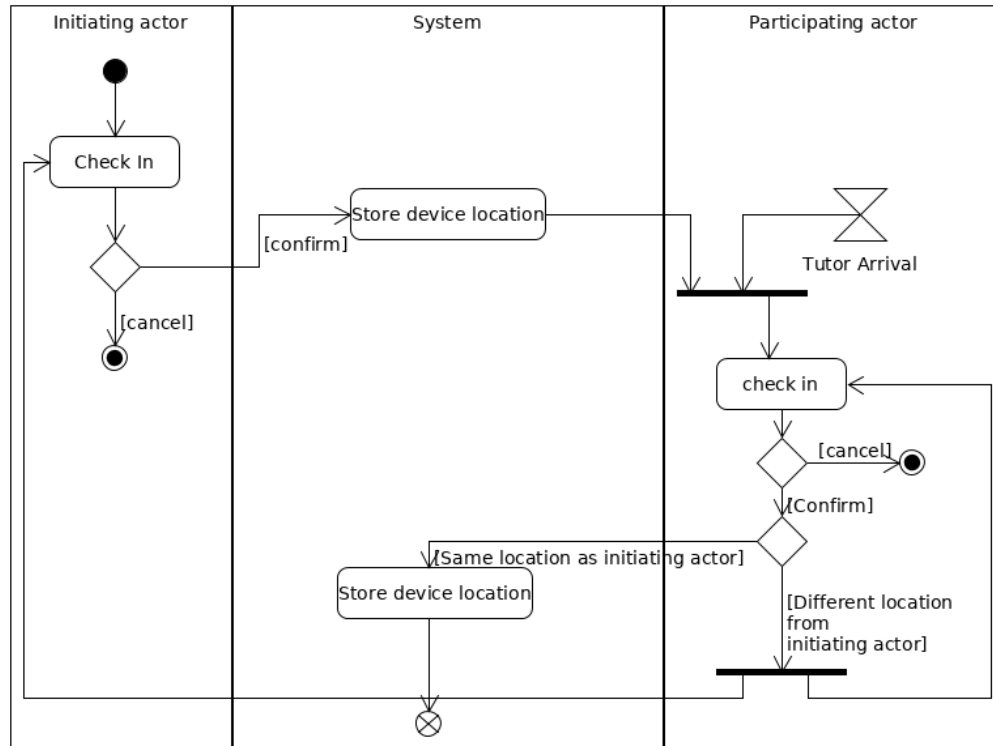 Initiating actor
System
Participating actor
Check In
Store device location
[confirm]
Tutor Arrival
[cancel]
check in
[cancel]
[Confirm]
[Same location as initiating actor]
Store device location
[Different location
from
initiating actor]